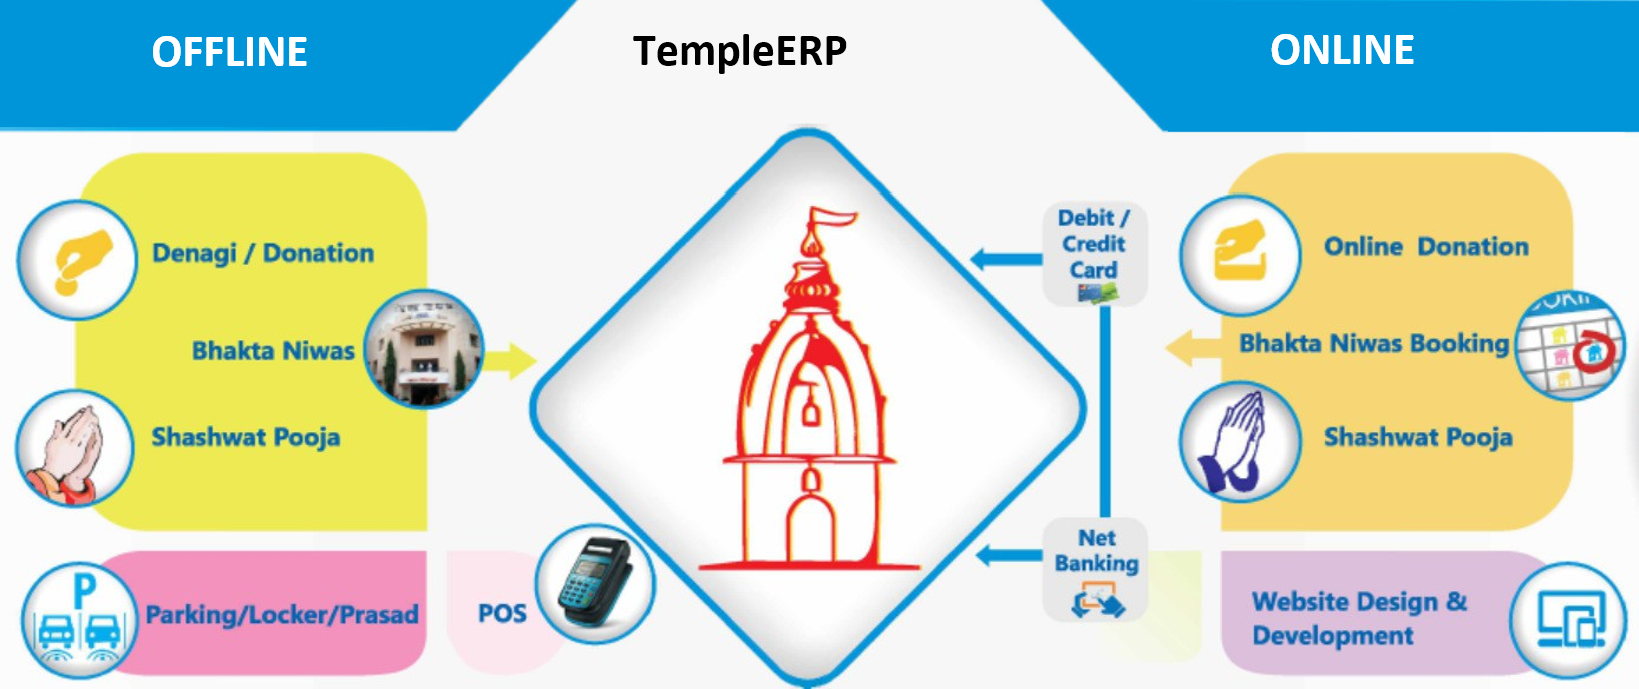 OFFLINE
TempleERP
ONLINE
Denagi / Donation
Bhakta Niwas
Shashwat Pooja
P
Parking/Locker/Prasad
POS
Debit /
Credit
Card
Net
Banking
Online Donation
Bhakta Niwas Booking
Shashwat Pooja
Website Design &
Development